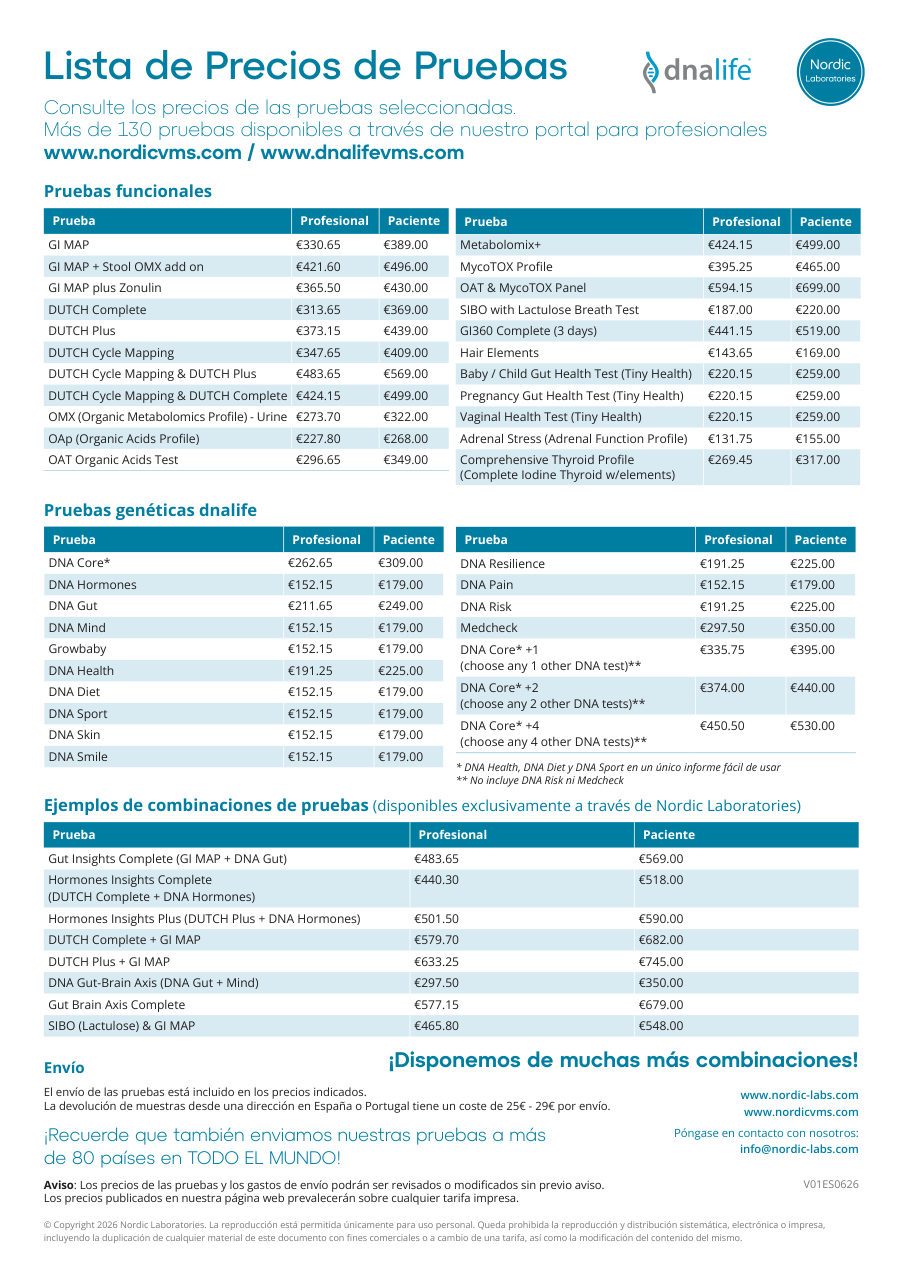 Lista de Precios de Pruebas
dnalife
Nordic
Laboratories
Consulte los precios de las pruebas seleccionadas.
Más de 130 pruebas disponibles a través de nuestro portal para profesionales
www.nordicvms.com / www.dnalifevms.com
Pruebas funcionales
Prueba Profesional Paciente
GI MAP €330.65 €389.00
GI MAP + Stool OMX add on €421.60 €496.00
GI MAP plus Zonulin €365.50 €430.00
DUTCH Complete €313.65 €369.00
DUTCH Plus €373.15 €439.00
DUTCH Cycle Mapping €347.65 €409.00
DUTCH Cycle Mapping & DUTCH Plus €483.65 €569.00
DUTCH Cycle Mapping & DUTCH Complete €424.15 €499.00
OMX (Organic Metabolomics Profile) - Urine €273.70 €322.00
OAp (Organic Acids Profile) €227.80 €268.00
OAT Organic Acids Test €296.65 €349.00
Prueba Profesional Paciente
Metabolomix+ €424.15 €499.00
MycoTOX Profile €395.25 €465.00
OAT & MycoTOX Panel €594.15 €699.00
SIBO with Lactulose Breath Test €187.00 €220.00
GI360 Complete (3 days) €441.15 €519.00
Hair Elements €143.65 €169.00
Baby / Child Gut Health Test (Tiny Health) €220.15 €259.00
Pregnancy Gut Health Test (Tiny Health) €220.15 €259.00
Vaginal Health Test (Tiny Health) €220.15 €259.00
Adrenal Stress (Adrenal Function Profile) €131.75 €155.00
Comprehensive Thyroid Profile €269.45 €317.00
(Complete Iodine Thyroid w/elements)
Pruebas genéticas dnalife
Prueba Profesional Paciente
DNA Core* €262.65 €309.00
DNA Hormones €152.15 €179.00
DNA Gut €211.65 €249.00
DNA Mind €152.15 €179.00
Growbaby €152.15 €179.00
DNA Health €191.25 €225.00
DNA Diet €152.15 €179.00
DNA Sport €152.15 €179.00
DNA Skin €152.15 €179.00
DNA Smile €152.15 €179.00
Prueba Profesional Paciente
DNA Resilience €191.25 €225.00
DNA Pain €152.15 €179.00
DNA Risk €191.25 €225.00
Medcheck €297.50 €350.00
DNA Core* +1 €335.75 €395.00
(choose any 1 other DNA test)**
DNA Core* +2 €374.00 €440.00
(choose any 2 other DNA tests)**
DNA Core* +4 €450.50 €530.00
(choose any 4 other DNA tests)**
* DNA Health, DNA Diet y DNA Sport en un único informe fácil de usar
** No incluye DNA Risk ni Medcheck
Ejemplos de combinaciones de pruebas (disponibles exclusivamente a través de Nordic Laboratories)
Prueba Profesional Paciente
Gut Insights Complete (GI MAP + DNA Gut) €483.65 €569.00
Hormones Insights Complete €440.30 €518.00
(DUTCH Complete + DNA Hormones)
Hormones Insights Plus (DUTCH Plus + DNA Hormones) €501.50 €590.00
DUTCH Complete + GI MAP €579.70 €682.00
DUTCH Plus + GI MAP €633.25 €745.00
DNA Gut-Brain Axis (DNA Gut + Mind) €297.50 €350.00
Gut Brain Axis Complete €577.15 €679.00
SIBO (Lactulose) & GI MAP €465.80 €548.00
¡Disponemos de muchas más combinaciones!
Envío
El envío de las pruebas está incluido en los precios indicados.
La devolución de muestras desde una dirección en España o Portugal tiene un coste de 25€ - 29€ por envío.
¡Recuerde que también enviamos nuestras pruebas a más
de 80 países en TODO EL MUNDO!
www.nordic-labs.com
www.nordicvms.com
Póngase en contacto con nosotros:
info@nordic-labs.com
Aviso: Los precios de las pruebas y los gastos de envío podrán ser revisados o modificados sin previo aviso.
Los precios publicados en nuestra página web prevalecerán sobre cualquier tarifa impresa.
V01ES0626
© Copyright 2026 Nordic Laboratories. La reproducción está permitida únicamente para uso personal. Queda prohibida la reproducción y distribución sistemática, electrónica o impresa,
incluyendo la duplicación de cualquier material de este documento con fines comerciales o a cambio de una tarifa, así como la modificación del contenido del mismo.